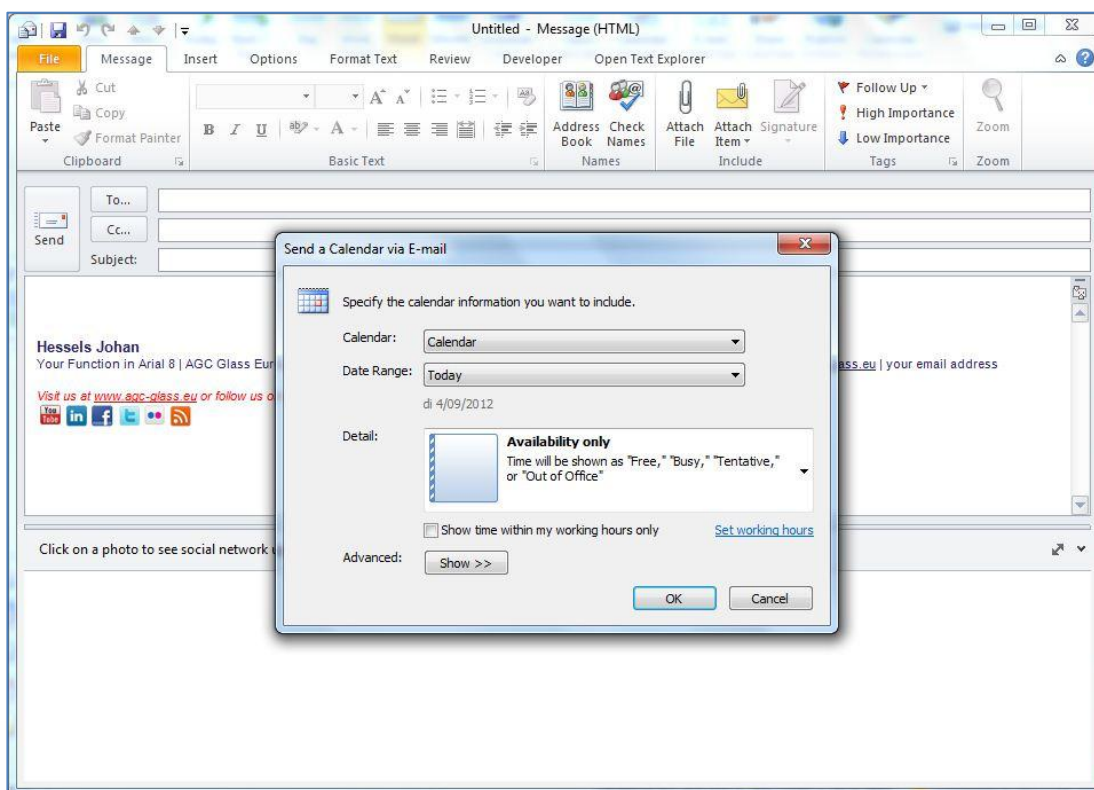 Untitled - Message (HTML)
File Message Insert Options Format Text Review Developer Open Text Explorer
Paste
Cut
Copy
Format Painter
Clipboard
B I U
Basic Text
Address Book
Check Names
Names
Attach File
Attach Item
Signature
Include
Follow Up
High Importance
Low Importance
Tags
Zoom
Zoom
Send
To...
Cc...
Subject:
Send a Calendar via E-mail
Specify the calendar information you want to include.
Calendar: Calendar
Date Range: Today
di 4/09/2012
Detail: Availability only
Time will be shown as "Free," "Busy," "Tentative,"
or "Out of Office"
Show time within my working hours only Set working hours
Advanced: Show >>
OK Cancel
Hessels Johan
Your Function in Arial 8 | AGC Glass Eur
ass.eu | your email address
Visit us at www.agc-glass.eu or follow us o
You Tube in f
Click on a photo to see social network